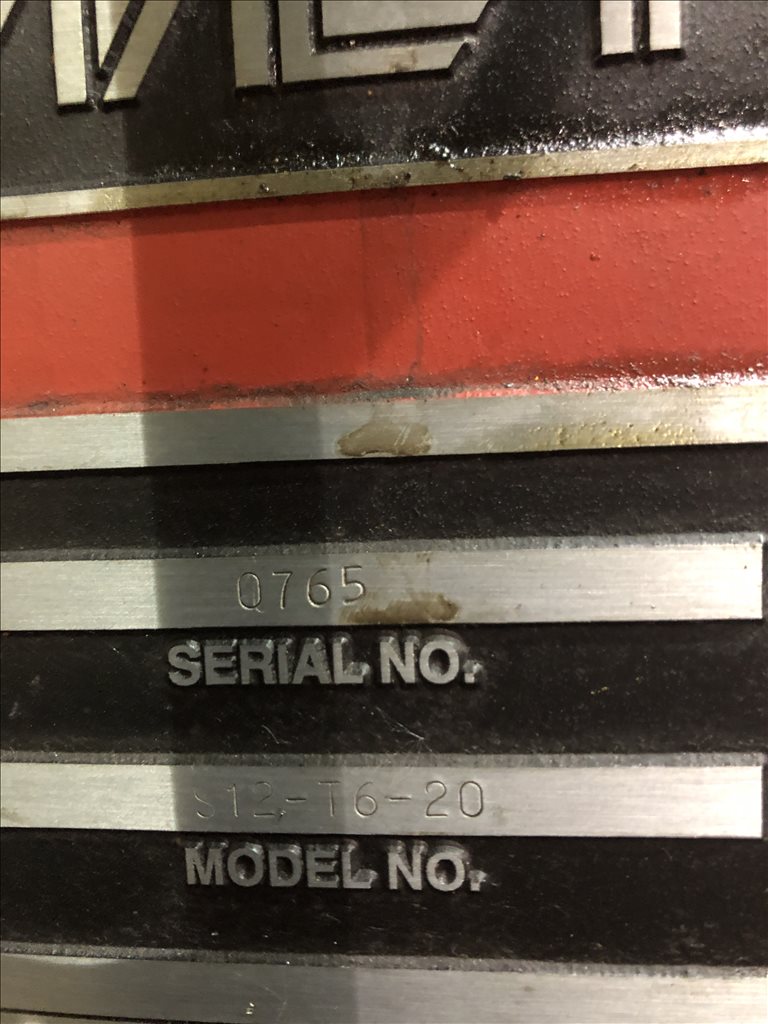 Q765
SERIAL NO.
S12-T6-20
MODEL NO.